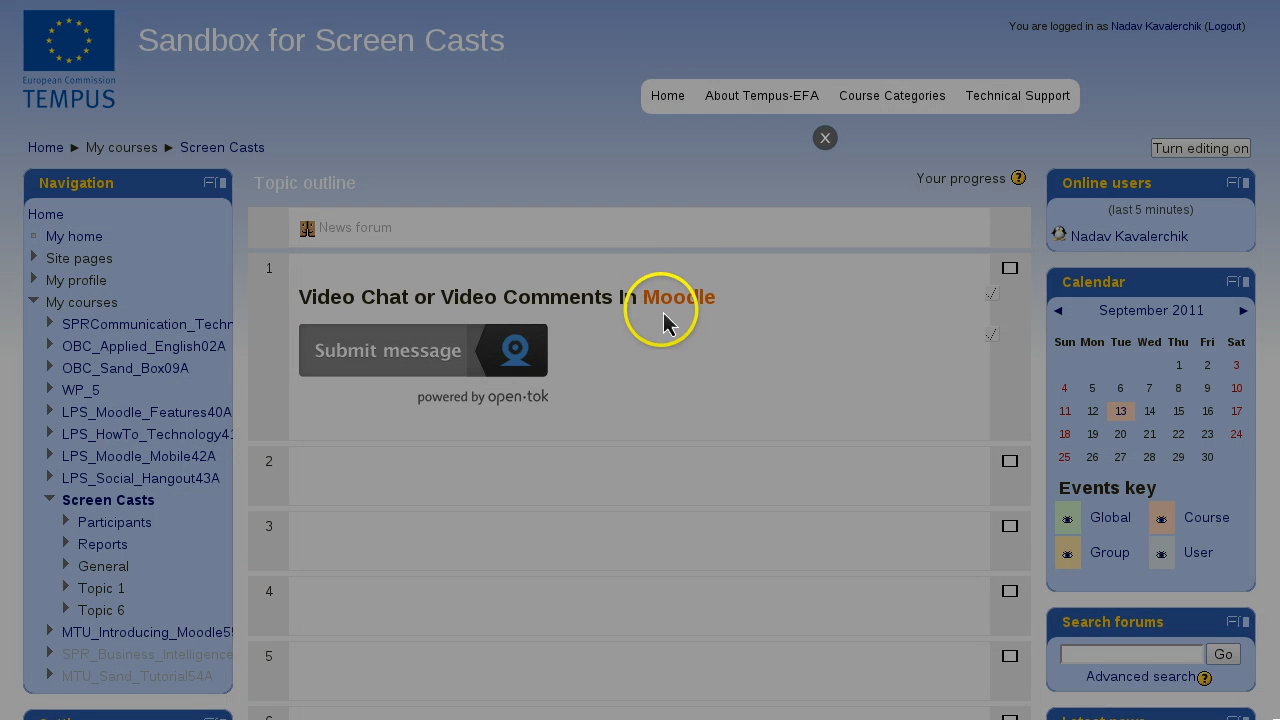 Sandbox for Screen Casts
You are logged in as Nadav Kavalerchik (Logout)
European Commission
TEMPUS
Home About Tempus-EFA Course Categories Technical Support
Home ► My courses ► Screen Casts
Turn editing on
Navigation
Home
My home
Site pages
My profile
My courses
SPRCommunication_Techn
OBC_Applied_English02A
OBC_Sand_Box09A
WP_5
LPS_Moodle_Features40A
LPS_HowTo_Technology41
LPS_Moodle_Mobile42A
LPS_Social_Hangout43A
Screen Casts
Participants
Reports
General
Topic 1
Topic 6
MTU_Introducing_Moodle5
SPR_Business_Intelligence
MTU_Sand_Tutorial54A
Topic outline
Your progress ?
News forum
1
Video Chat or Video Comments In Moodle
Submit message
powered by open·tok
2
3
4
5
Online users
(last 5 minutes)
Nadav Kavalerchik
Calendar
◄ September 2011 ►
Sun Mon Tue Wed Thu Fri Sat
1 2 3
4 5 6 7 8 9 10
11 12 13 14 15 16 17
18 19 20 21 22 23 24
25 26 27 28 29 30
Events key
Global Course
Group User
Search forums
Go
Advanced search ?